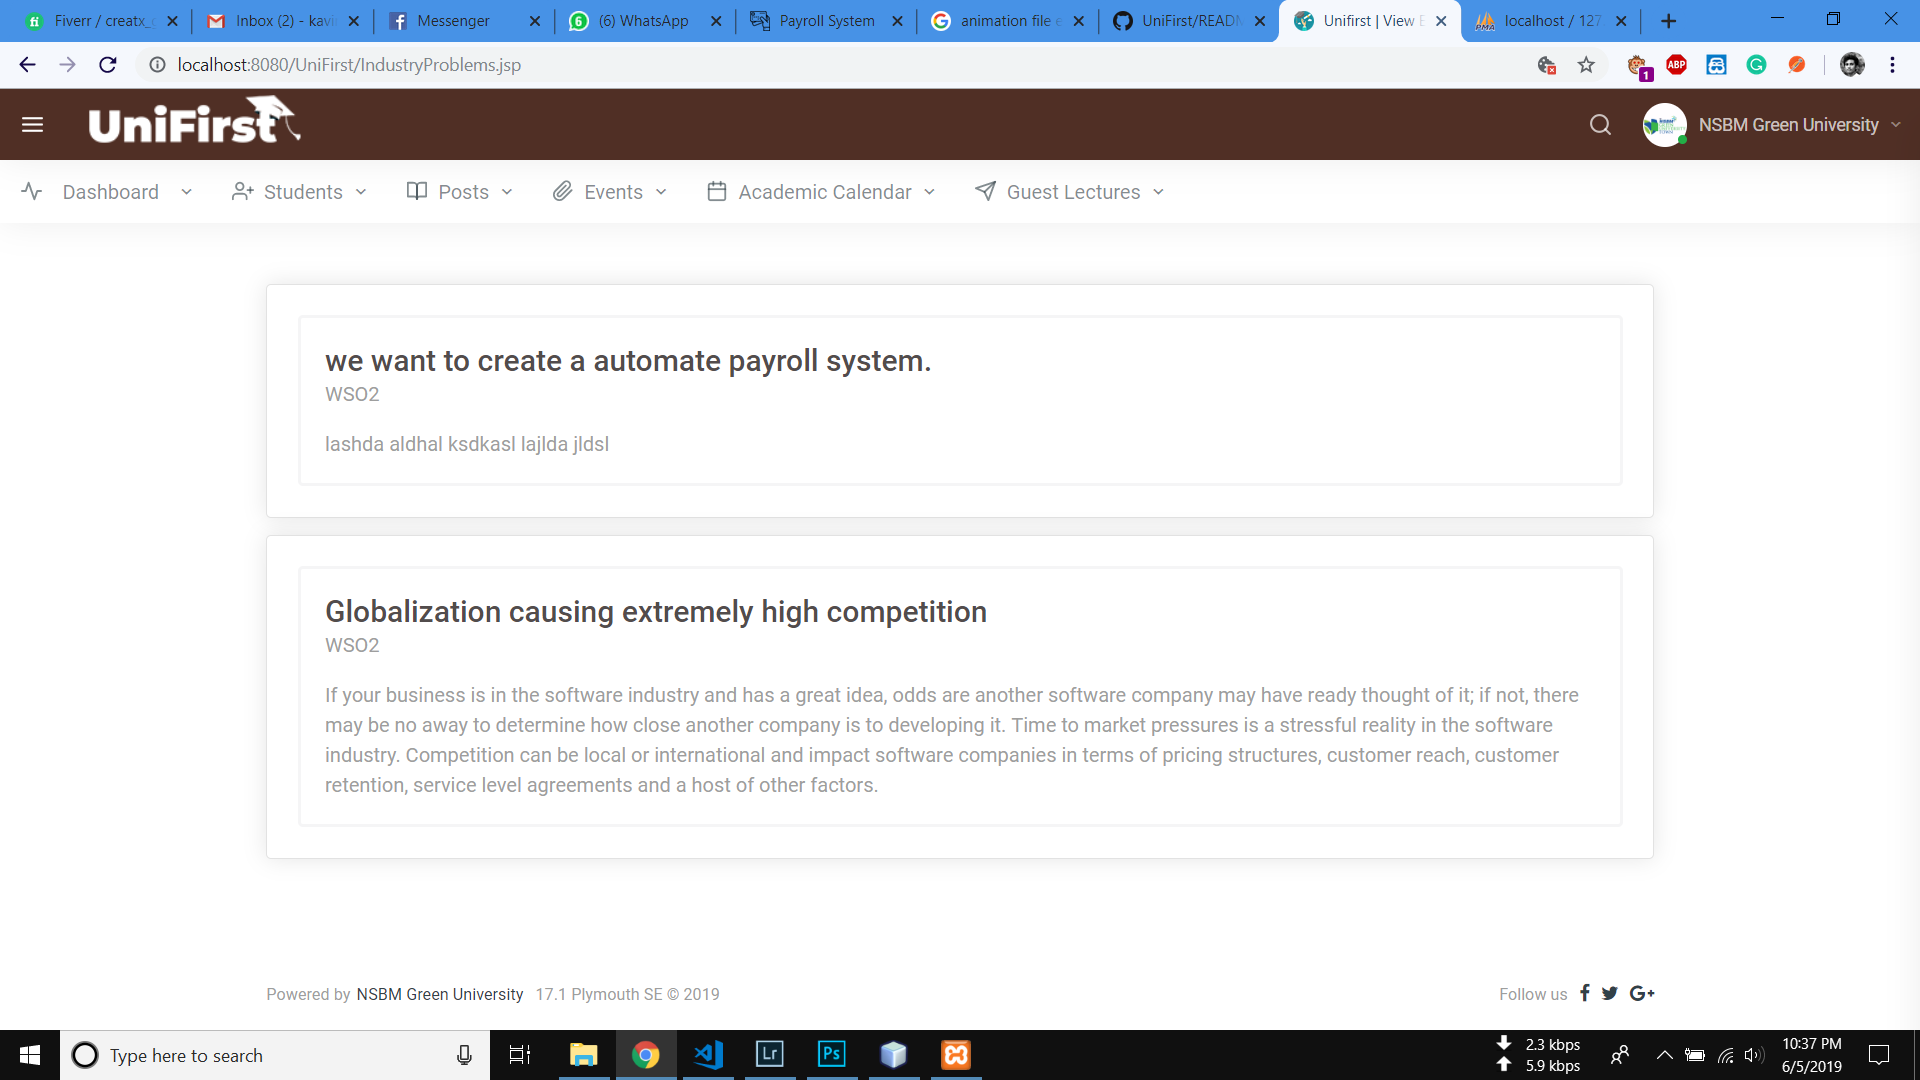 Fiverr / creatx_
Inbox (2) - kavi
Messenger
(6) WhatsApp
Payroll System
animation file e
UniFirst/READ
Unifirst | View E
localhost / 127
localhost:8080/UniFirst/IndustryProblems.jsp
1
ABP
UniFirst
NSBM Green University
Dashboard
Students
Posts
Events
Academic Calendar
Guest Lectures
we want to create a automate payroll system.
WSO2
lashda aldhal ksdkasl lajlda jldsl
Globalization causing extremely high competition
WSO2
If your business is in the software industry and has a great idea, odds are another software company may have ready thought of it; if not, there
may be no away to determine how close another company is to developing it. Time to market pressures is a stressful reality in the software
industry. Competition can be local or international and impact software companies in terms of pricing structures, customer reach, customer
retention, service level agreements and a host of other factors.
Powered by NSBM Green University 17.1 Plymouth SE © 2019
Follow us
Type here to search
Lr
Ps
2.3 kbps
5.9 kbps
10:37 PM
6/5/2019